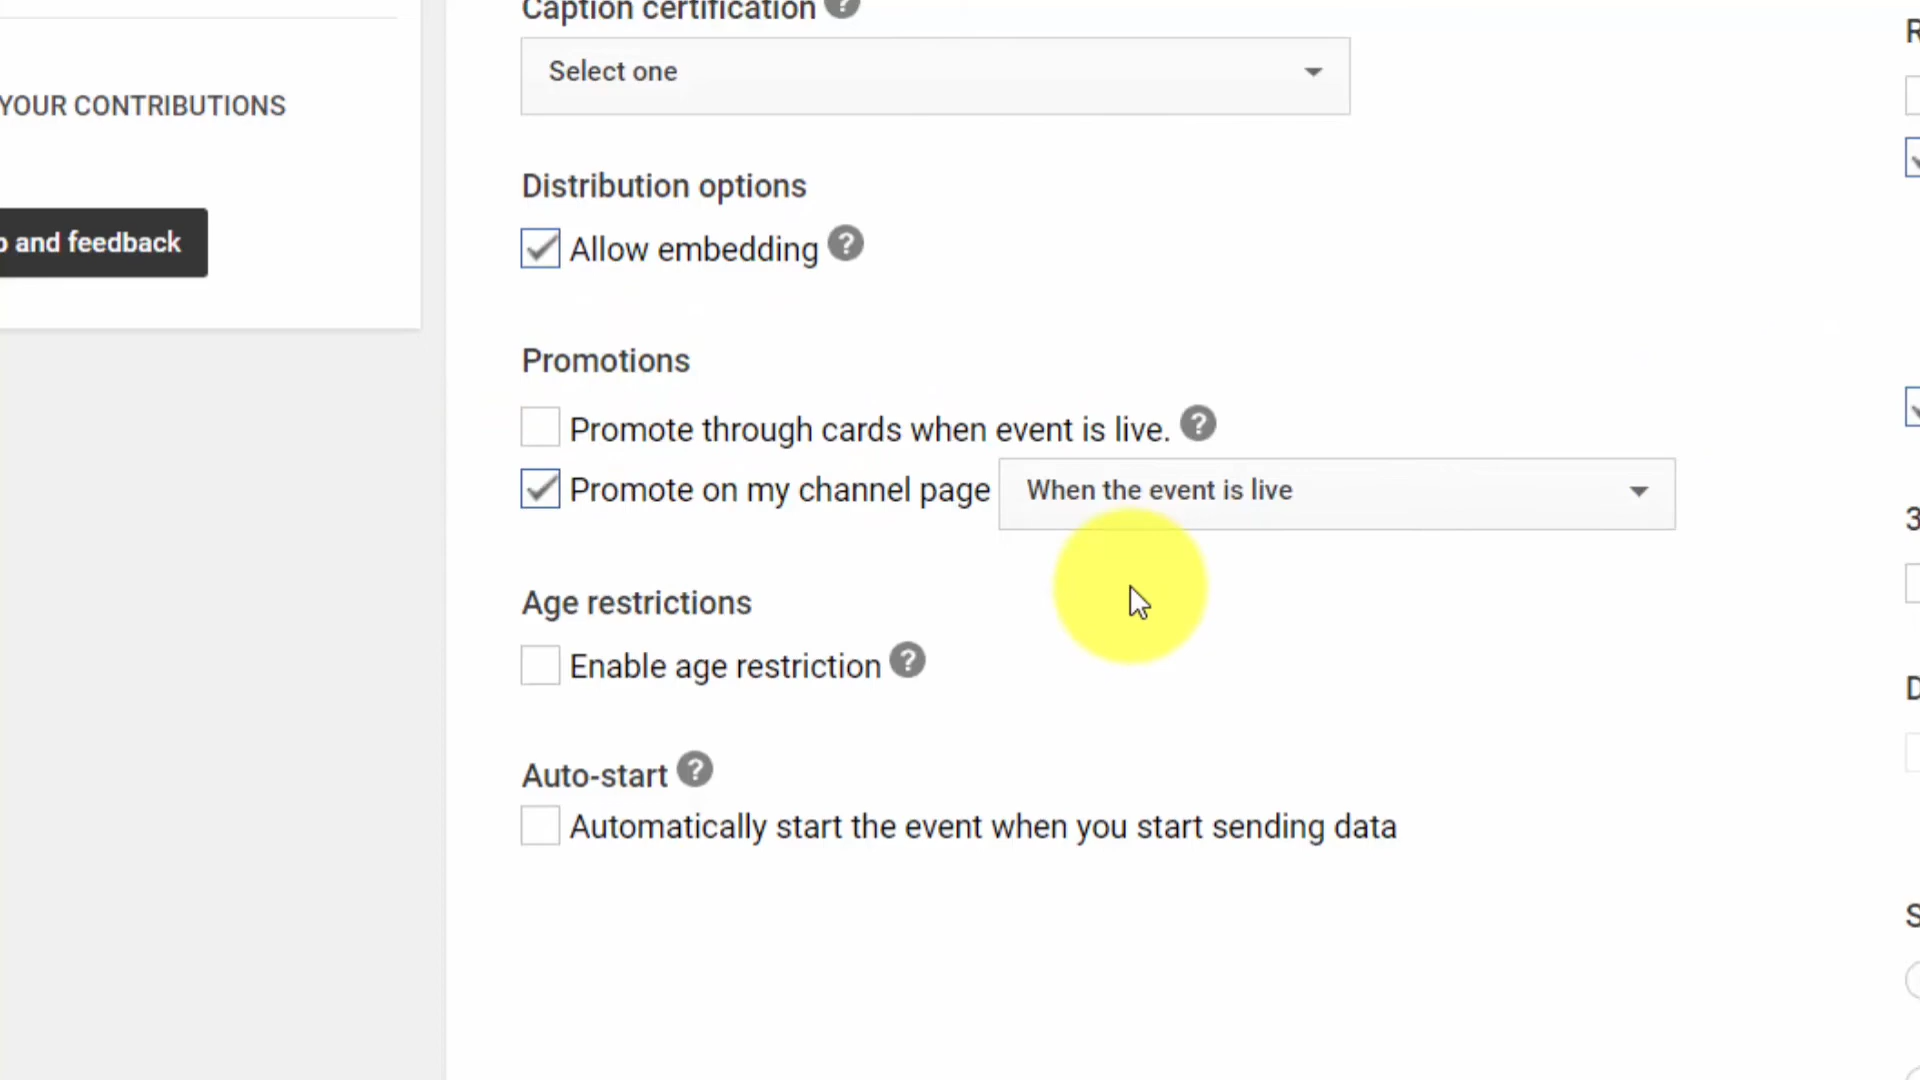 Caption certification ?
Select one
YOUR CONTRIBUTIONS
Distribution options
and feedback
Allow embedding ?
Promotions
Promote through cards when event is live. ?
Promote on my channel page When the event is live
Age restrictions
Enable age restriction ?
Auto-start ?
Automatically start the event when you start sending data